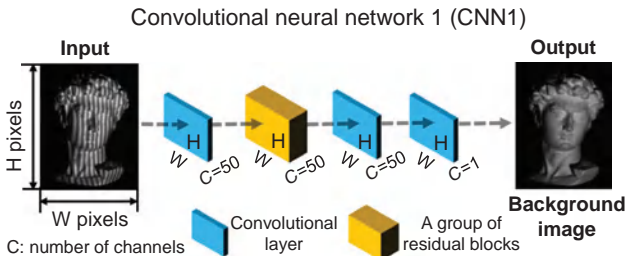 Convolutional neural network 1 (CNN1)
Input
Output
H pixels
W pixels
H
W
C=50
H
W
C=50
H
W
C=50
H
W
C=1
Background
image
C: number of channels
Convolutional
layer
A group of
residual blocks